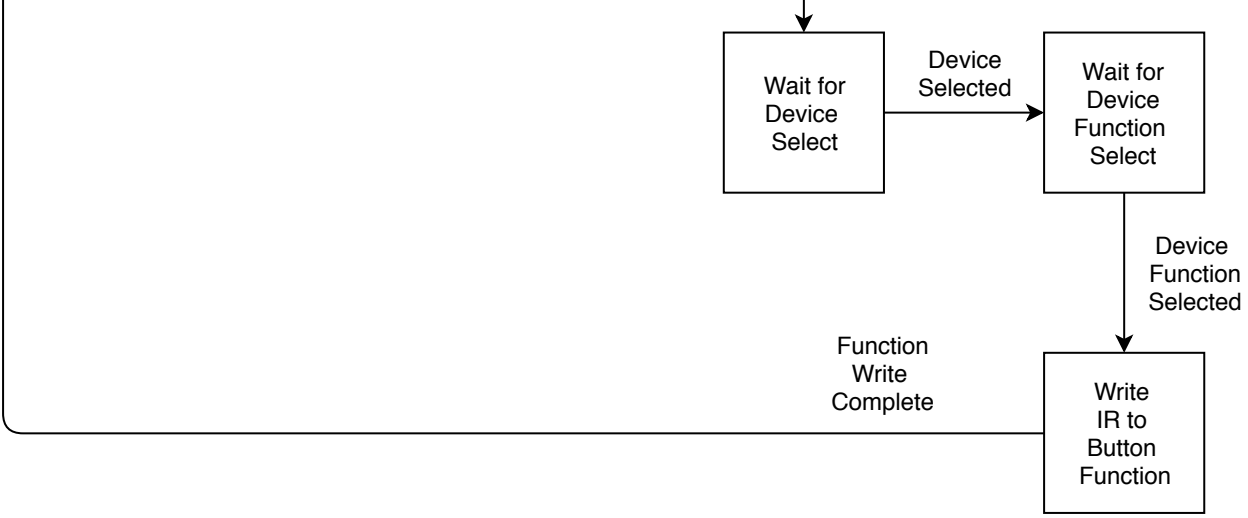 Wait for
Device
Select
Device
Selected
Wait for
Device
Function
Select
Device
Function
Selected
Function
Write
Complete
Write
IR to
Button
Function